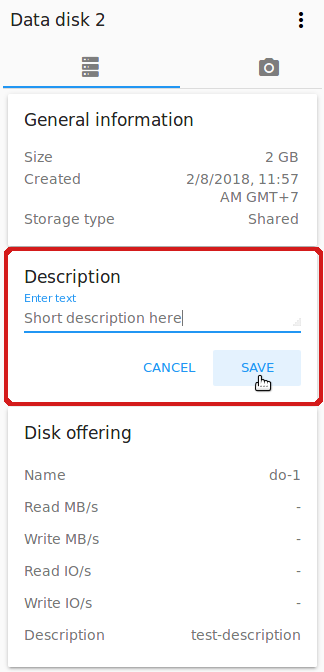 Data disk 2
General information
Size 2 GB
Created 2/8/2018, 11:57
AM GMT+7
Storage type Shared
Description
Enter text
Short description here
CANCEL SAVE
Disk offering
Name do-1
Read MB/s -
Write MB/s -
Read IO/s -
Write IO/s -
Description test-description